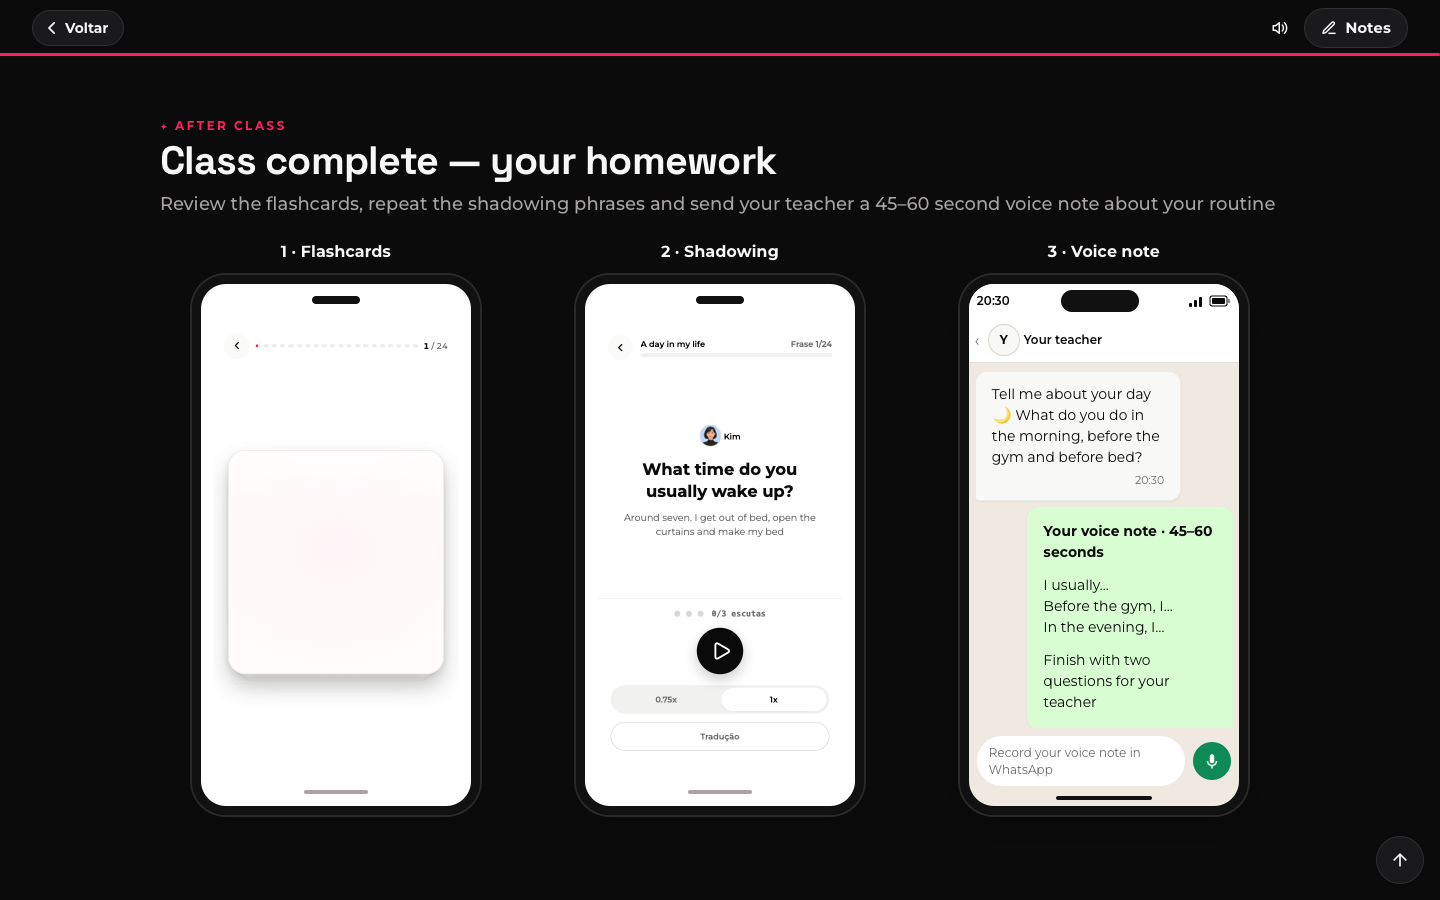 Voltar
Notes
AFTER CLASS
Class complete — your homework
Review the flashcards, repeat the shadowing phrases and send your teacher a 45–60 second voice note about your routine
1 · Flashcards
1 / 24
2 · Shadowing
A day in my life
Frase 1/24
Kim
What time do you
usually wake up?
Around seven. I get out of bed, open the
curtains and make my bed
0/3 escutas
0.75x
1x
Tradução
3 · Voice note
20:30
Y
Your teacher
Tell me about your day
🌙 What do you do in
the morning, before the
gym and before bed?
20:30
Your voice note · 45–60
seconds
I usually...
Before the gym, I...
In the evening, I...
Finish with two
questions for your
teacher
Record your voice note in
WhatsApp